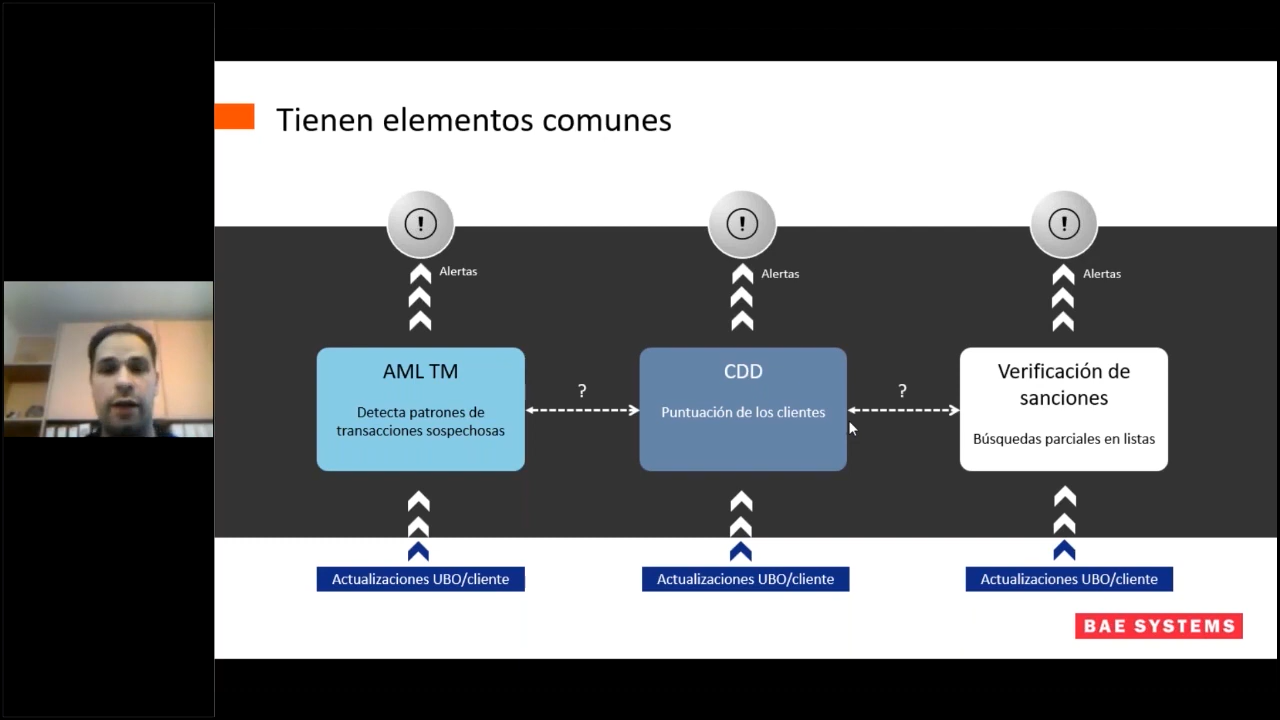 Tienen elementos comunes
!
!
!
Alertas
Alertas
Alertas
AML TM
Detecta patrones de
transacciones sospechosas
?
CDD
Puntuación de los clientes
?
Verificación de
sanciones
Búsquedas parciales en listas
Actualizaciones UBO/cliente
Actualizaciones UBO/cliente
Actualizaciones UBO/cliente
BAE SYSTEMS